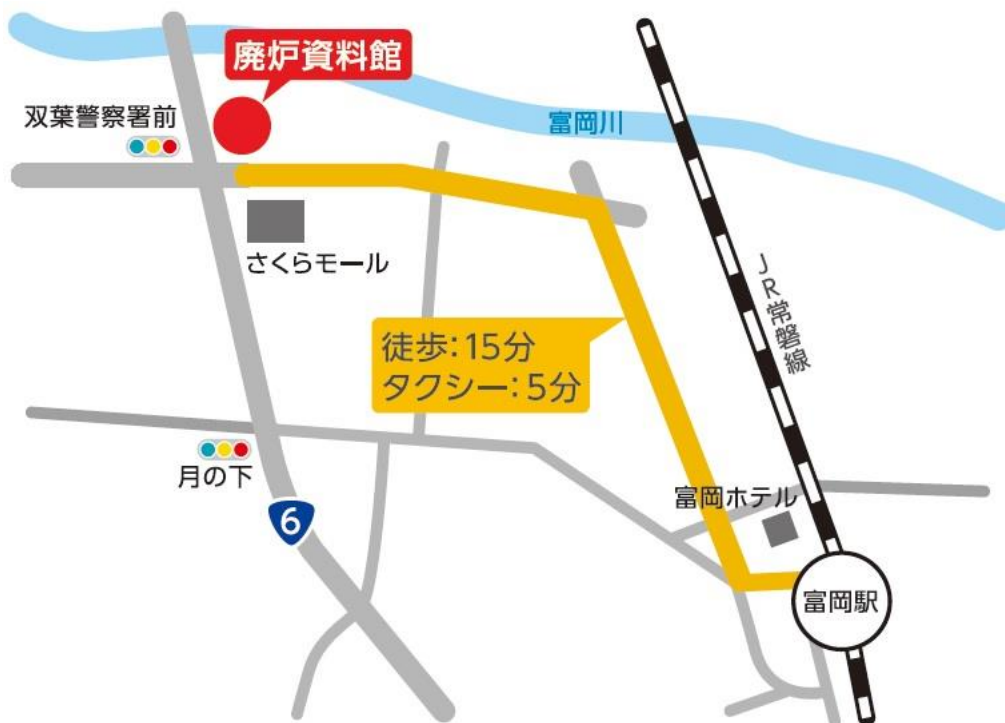 廃炉資料館
双葉警察署前
富岡川
さくらモール
JR常磐線
徒歩：15分
タクシー：5分
月の下
6
富岡ホテル
富岡駅